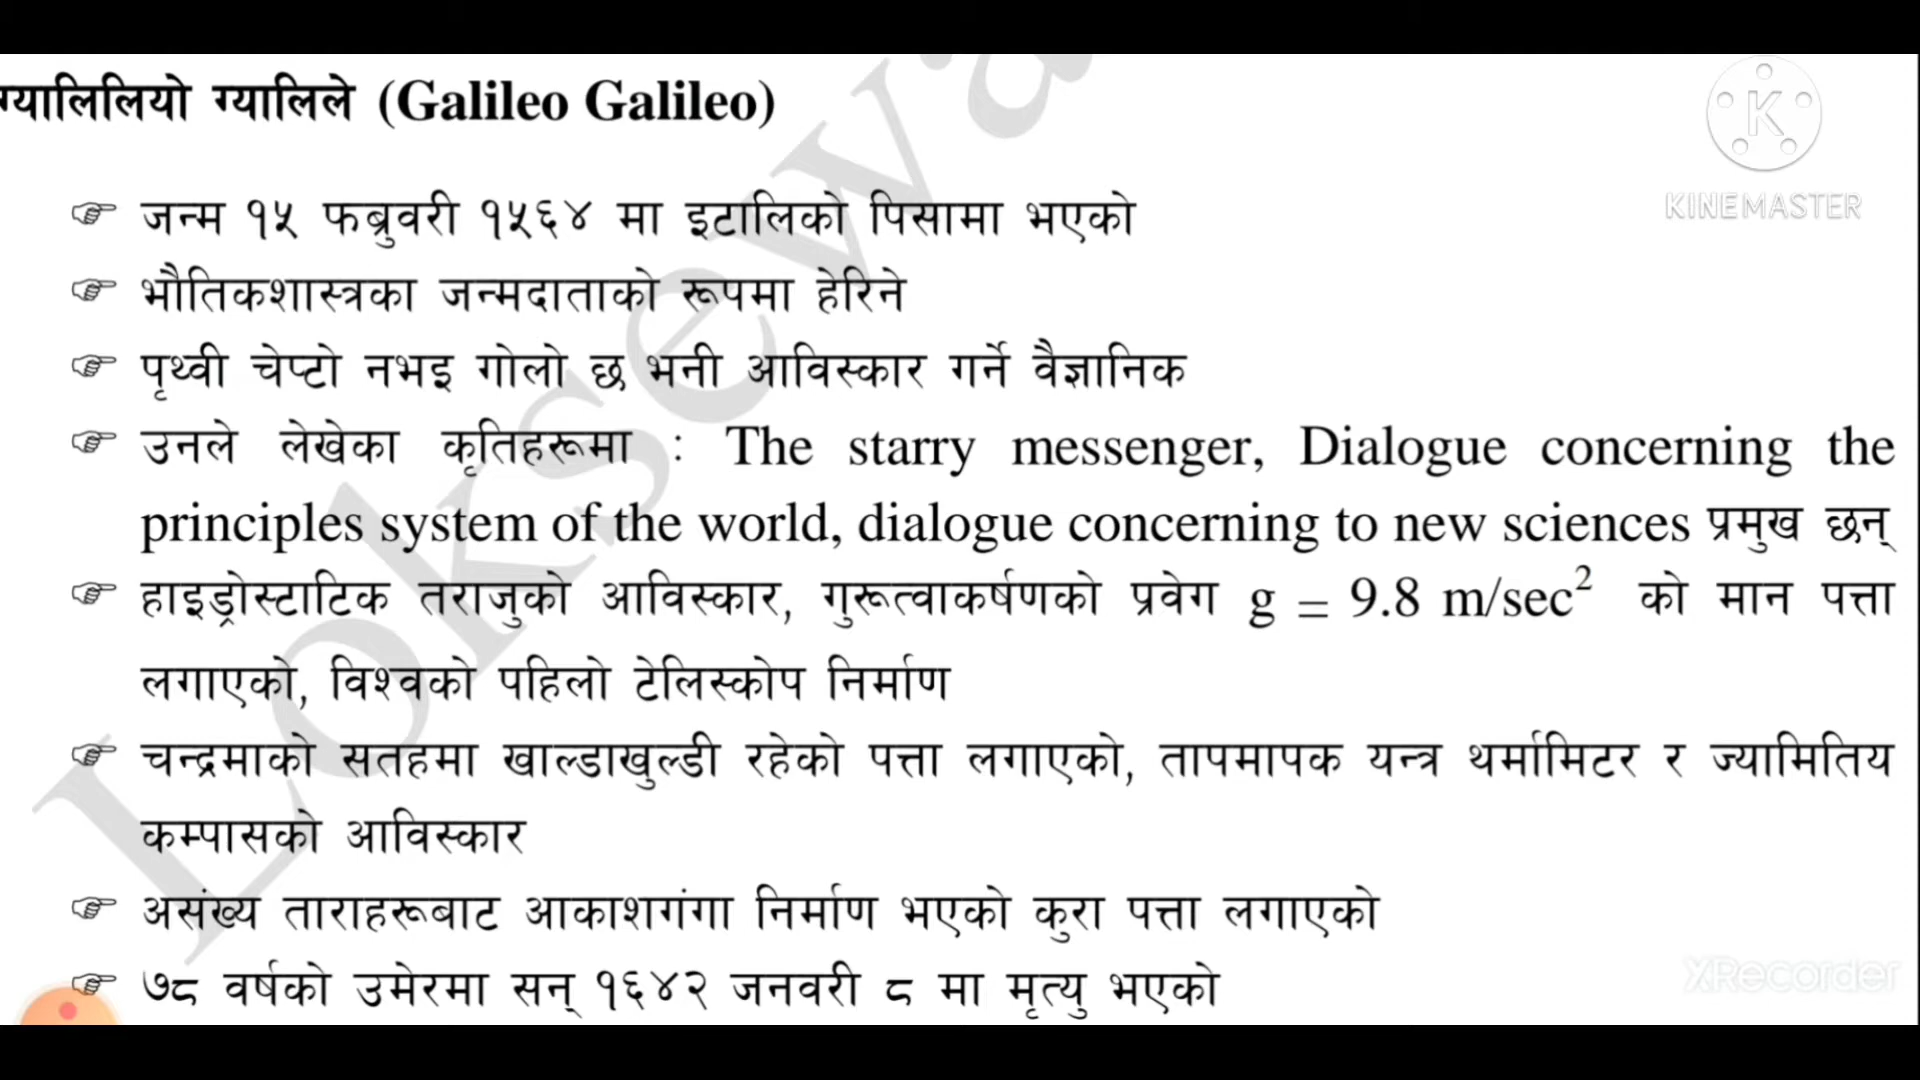 ग्यालिलियो ग्यालिले (Galileo Galileo)
K
KINEMASTER
जन्म १५ फब्रुवरी १५६४ मा इटालिको पिसामा भएको
भौतिकशास्त्रका जन्मदाताको रूपमा हेरिने
पृथ्वी चेप्टो नभइ गोलो छ भनी आविस्कार गर्ने वैज्ञानिक
उनले लेखेका कृतिहरूमा : The starry messenger, Dialogue concerning the
principles system of the world, dialogue concerning to new sciences प्रमुख छन्
हाइड्रोस्टाटिक तराजुको आविस्कार, गुरूत्वाकर्षणको प्रवेग g = 9.8 m/sec² को मान पत्ता
लगाएको, विश्वको पहिलो टेलिस्कोप निर्माण
चन्द्रमाको सतहमा खाल्डाखुल्डी रहेको पत्ता लगाएको, तापमापक यन्त्र थर्मामिटर र ज्यामितिय
कम्पासको आविस्कार
असंख्य ताराहरूबाट आकाशगंगा निर्माण भएको कुरा पत्ता लगाएको
७८ वर्षको उमेरमा सन् १६४२ जनवरी ८ मा मृत्यु भएको
Loksewa
XRecorder